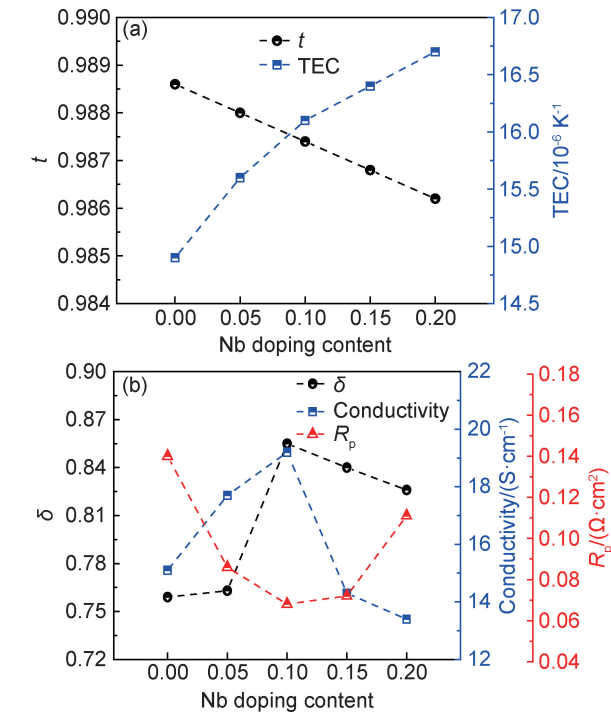 (a)
t
TEC
0.990
0.989
0.988
0.987
0.986
0.985
0.984
t
17.0
16.5
16.0
15.5
15.0
14.5
TEC/10⁻⁶ K⁻¹
0.00 0.05 0.10 0.15 0.20
Nb doping content
(b)
δ
Conductivity
Rₚ
0.90
0.87
0.84
0.81
0.78
0.75
0.72
δ
22
20
18
16
14
12
Conductivity/(S·cm⁻¹)
0.18
0.16
0.14
0.12
0.10
0.08
0.06
0.04
Rₚ/(Ω·cm²)
0.00 0.05 0.10 0.15 0.20
Nb doping content